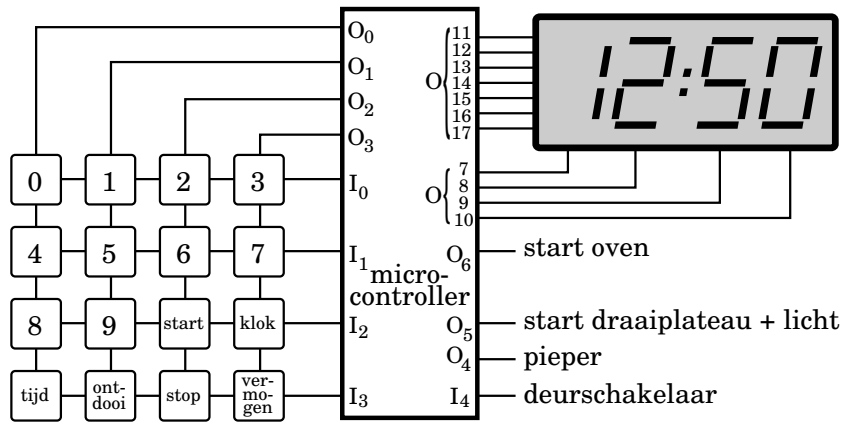 O0
O1
O2
O3
0 1 2 3 I0
4 5 6 7 I1
8 9 start klok I2
tijd ont-dooi stop ver-mo-gen I3
micro-
controller
O 11
12
13
14
15
16
17
12:50
O 7
8
9
10
O6 start oven
O5 start draaiplateau + licht
O4 pieper
I4 deurschakelaar